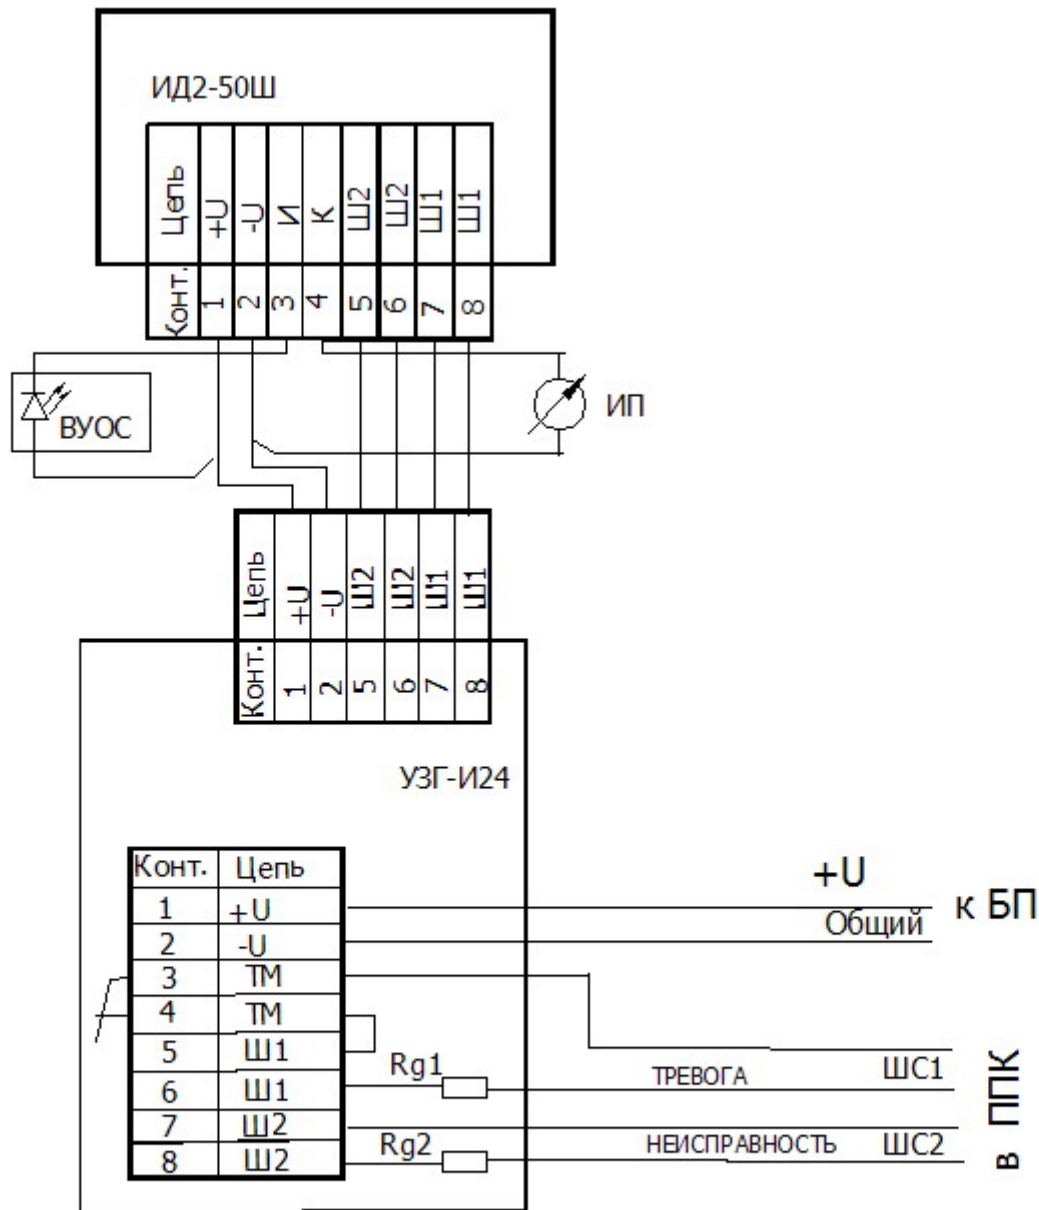 ИД2-50Ш
Цепь +U -U И К Ш2 Ш2 Ш1 Ш1
Конт. 1 2 3 4 5 6 7 8
ВУОС
ИП
Цепь +U -U Ш2 Ш2 Ш1 Ш1
Конт. 1 2 5 6 7 8
УЗГ-И24
Конт. Цепь
1 +U
2 -U
3 ТМ
4 ТМ
5 Ш1
6 Ш1
7 Ш2
8 Ш2
+U
Общий
к БП
Rg1
ТРЕВОГА
ШС1
Rg2
НЕИСПРАВНОСТЬ
ШС2
в ППК